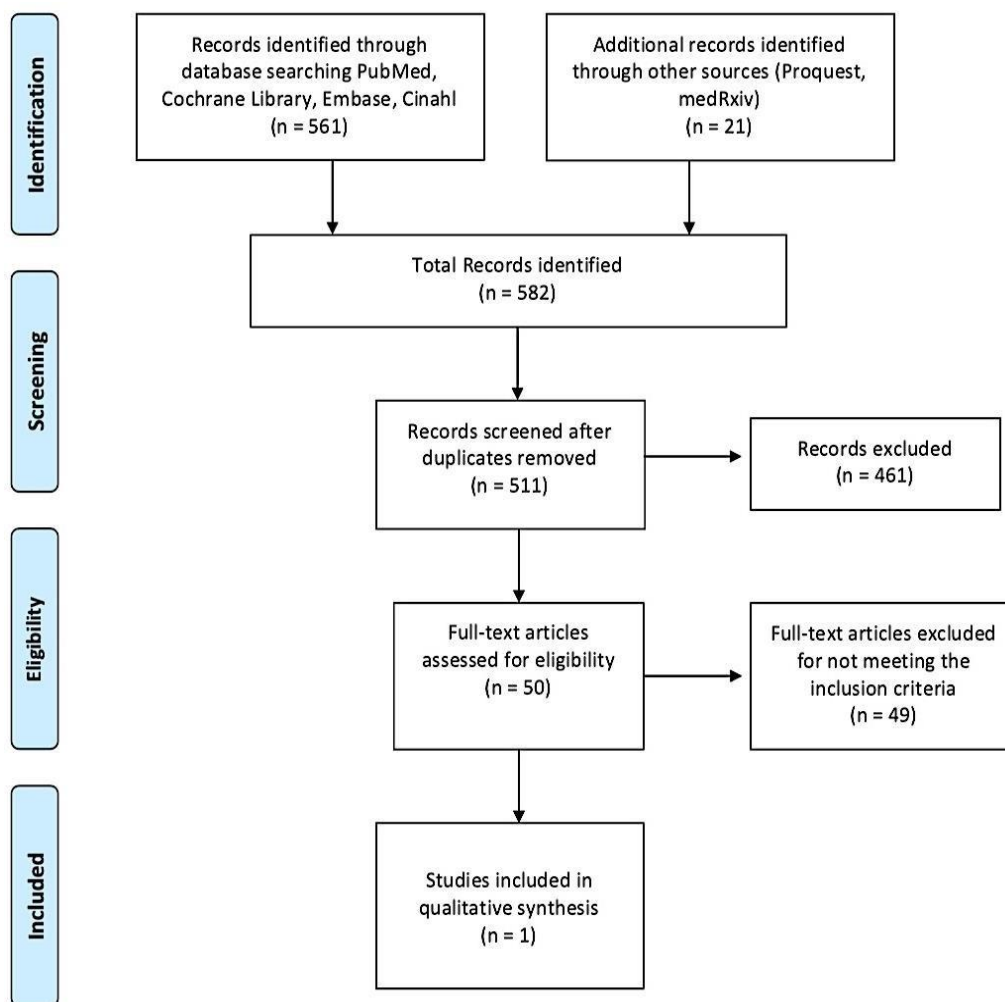 Identification
Records identified through
database searching PubMed,
Cochrane Library, Embase, Cinahl
(n = 561)
Additional records identified
through other sources (Proquest,
medRxiv)
(n = 21)
Total Records identified
(n = 582)
Screening
Records screened after
duplicates removed
(n = 511)
Records excluded
(n = 461)
Eligibility
Full-text articles
assessed for eligibility
(n = 50)
Full-text articles excluded
for not meeting the
inclusion criteria
(n = 49)
Included
Studies included in
qualitative synthesis
(n = 1)